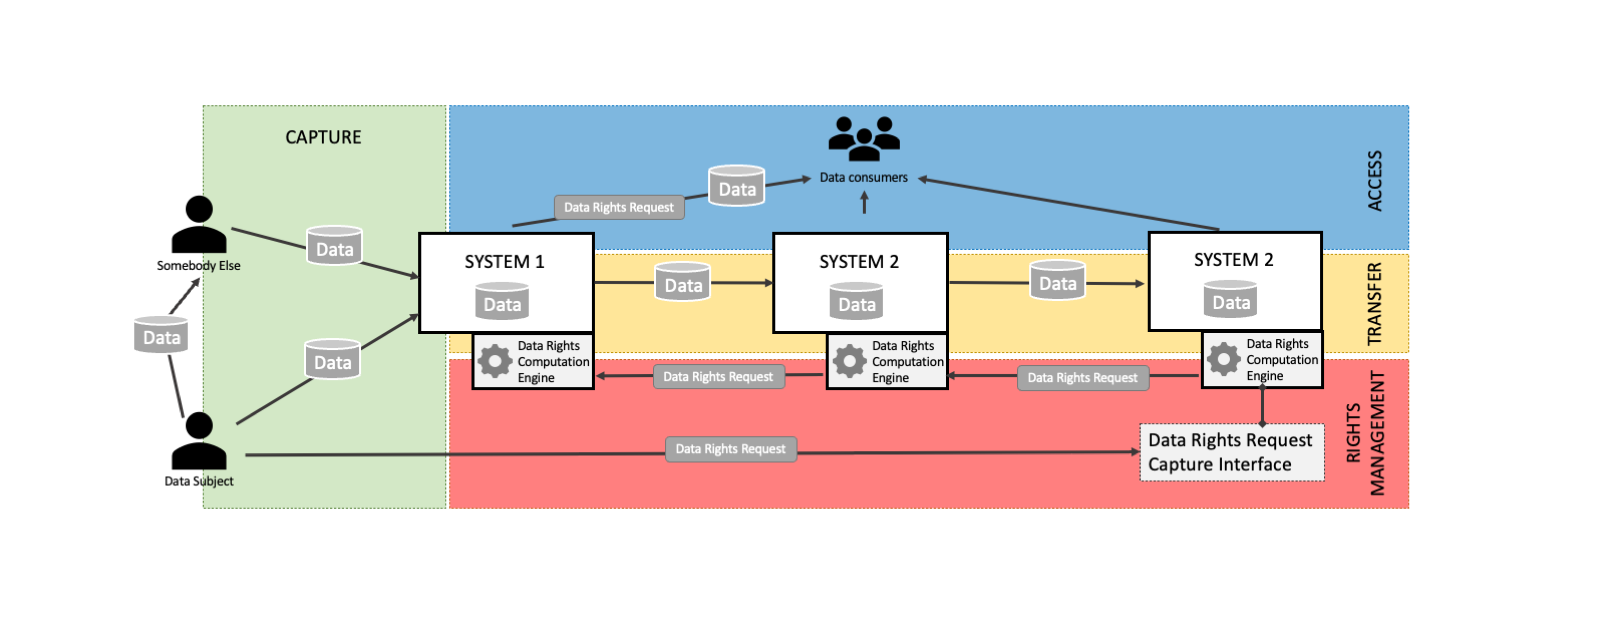 CAPTURE
ACCESS
Data consumers
Data
Data Rights Request
Somebody Else
Data
SYSTEM 1
Data
SYSTEM 2
Data
SYSTEM 2
TRANSFER
Data
Data
Data
Data
Data
Data Rights
Computation
Engine
Data Rights
Computation
Engine
Data Rights
Computation
Engine
Data Rights Request
Data Rights Request
RIGHTS
MANAGEMENT
Data Rights Request
Data Rights Request
Capture Interface
Data Subject